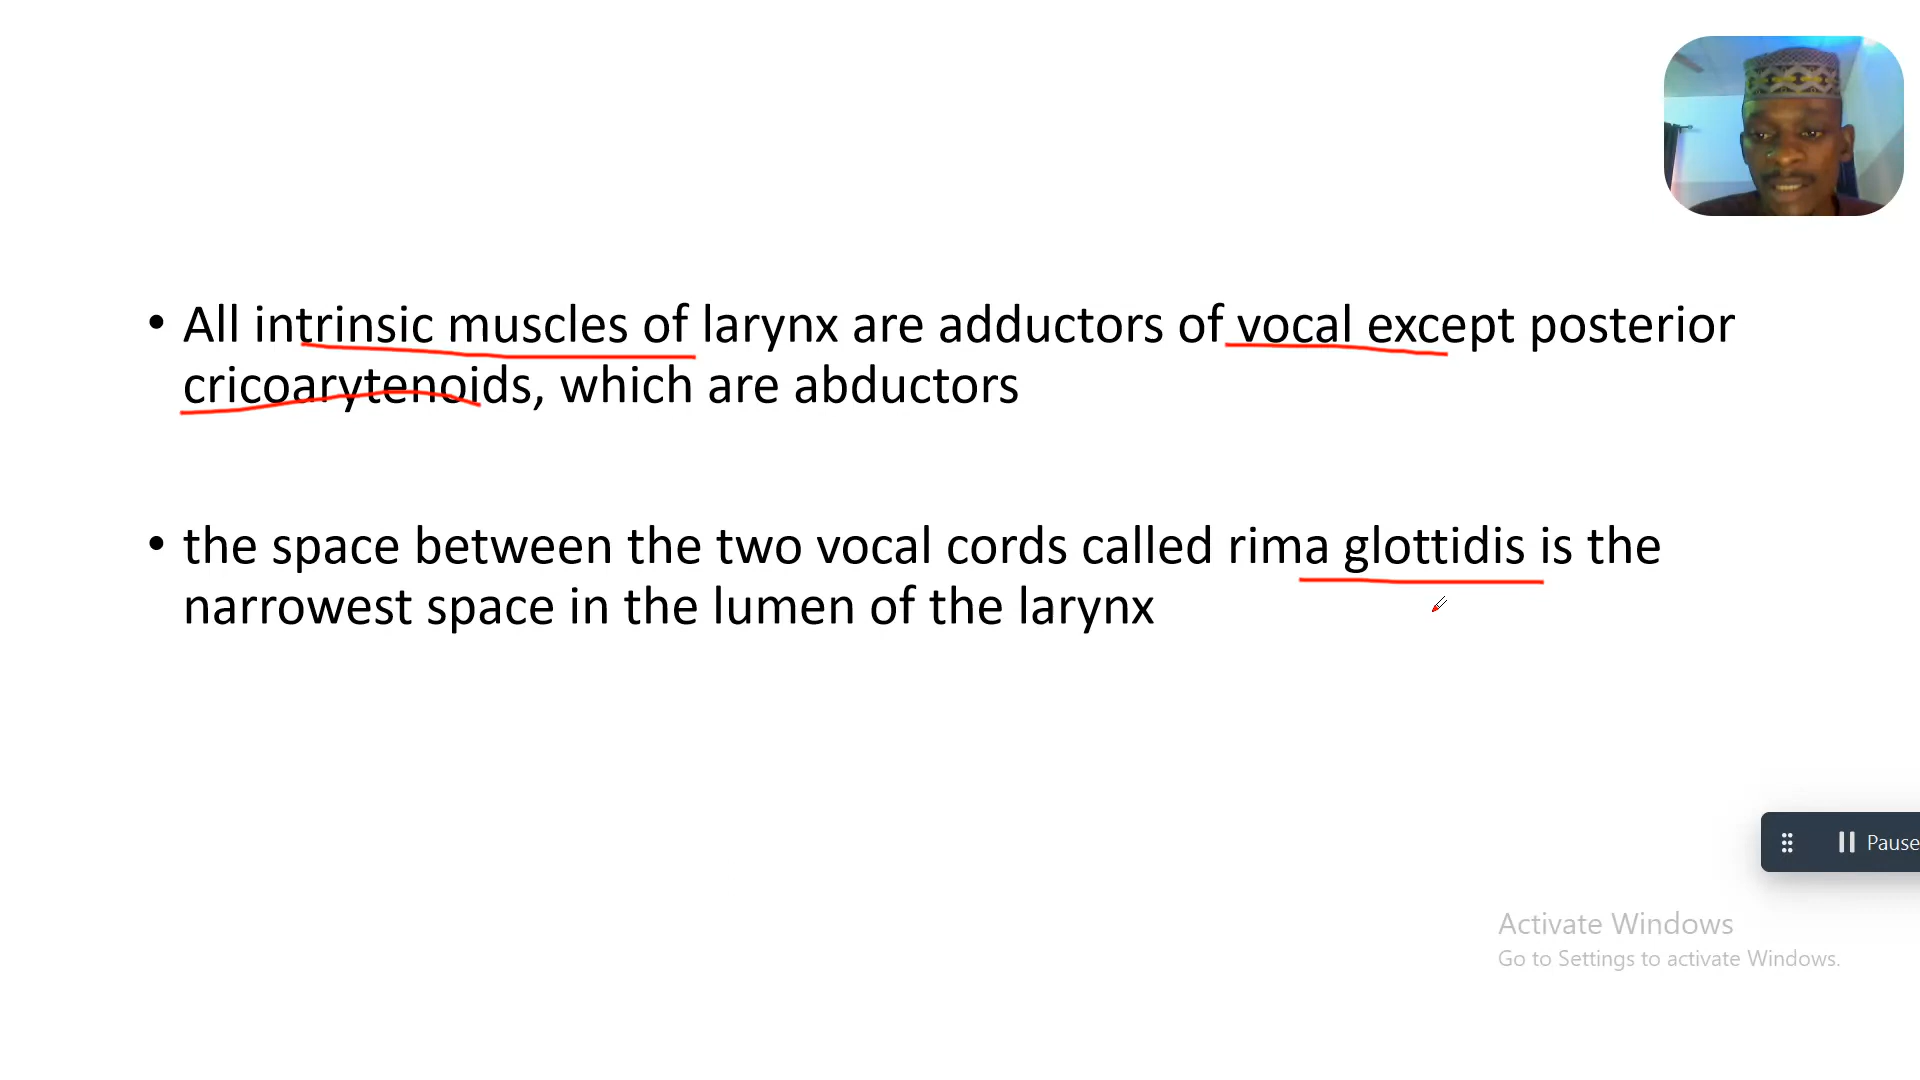 • All intrinsic muscles of larynx are adductors of vocal except posterior
cricoarytenoids, which are abductors
• the space between the two vocal cords called rima glottidis is the
narrowest space in the lumen of the larynx
Pause
Activate Windows
Go to Settings to activate Windows.